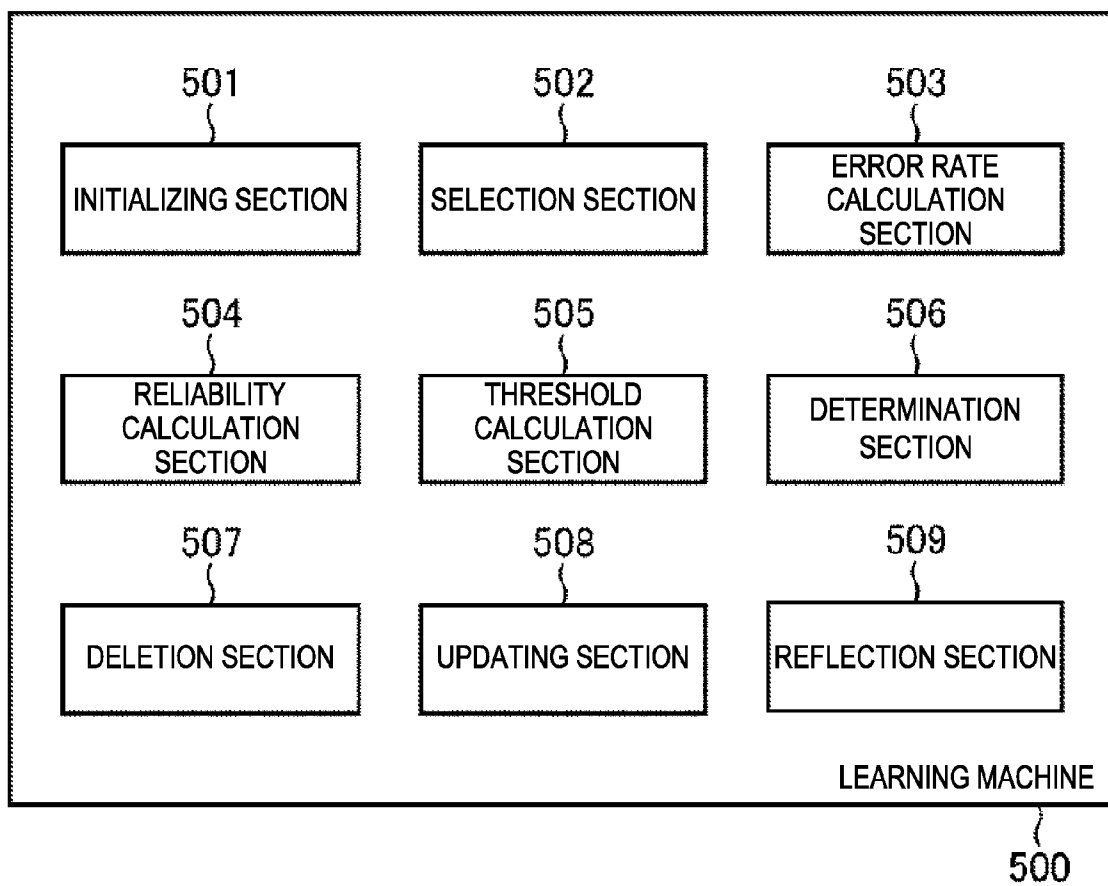 501
502
503
INITIALIZING SECTION
SELECTION SECTION
ERROR RATE
CALCULATION
SECTION
504
505
506
RELIABILITY
CALCULATION
SECTION
THRESHOLD
CALCULATION
SECTION
DETERMINATION
SECTION
507
508
509
DELETION SECTION
UPDATING SECTION
REFLECTION SECTION
LEARNING MACHINE
500